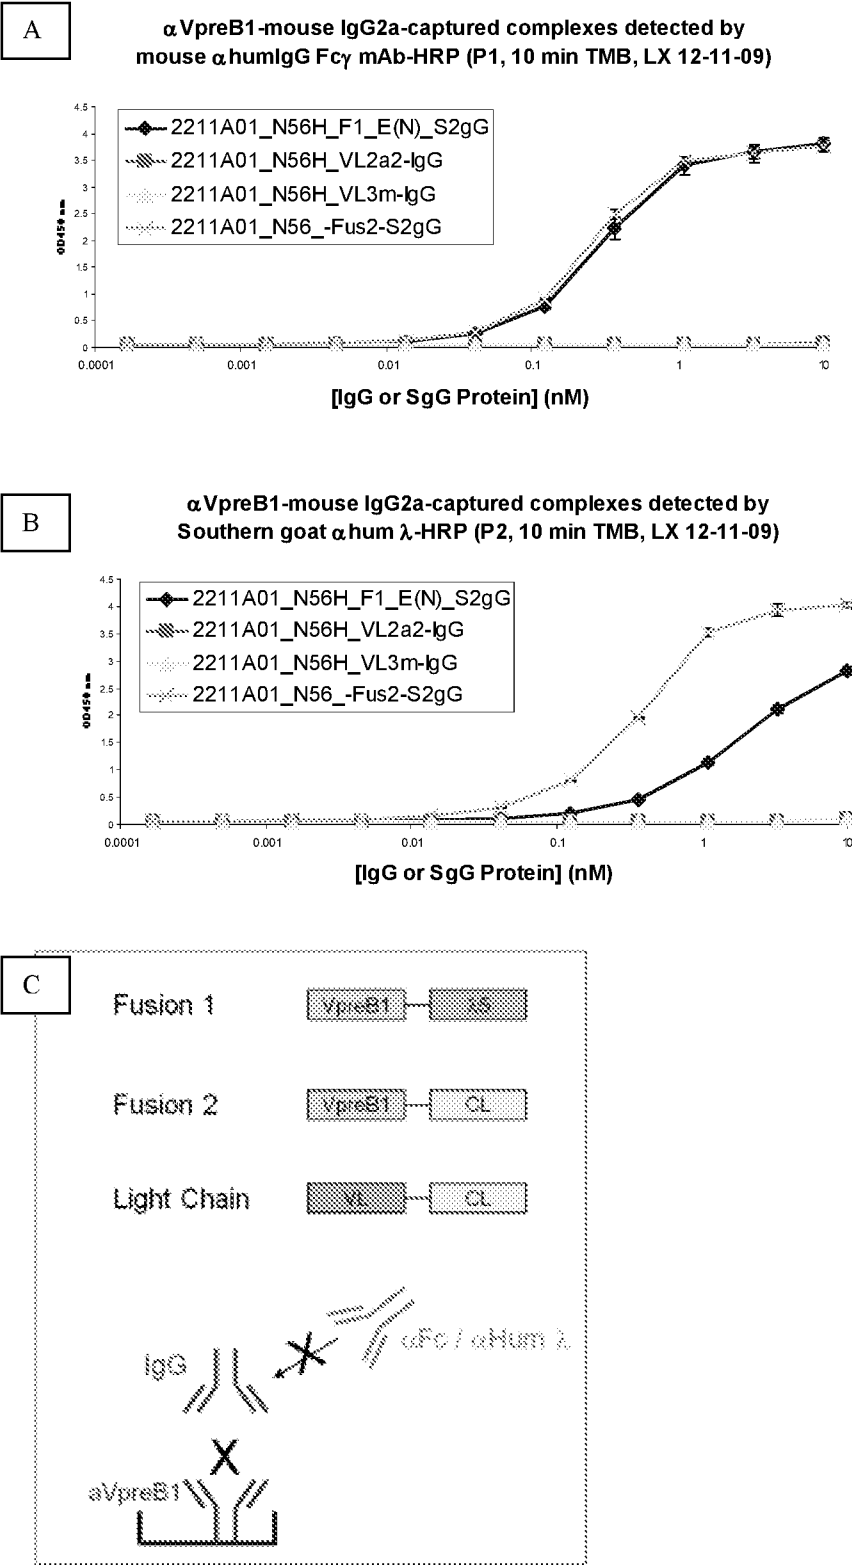 A
αVpreB1-mouse IgG2a-captured complexes detected by
mouse αhumIgG Fcγ mAb-HRP (P1, 10 min TMB, LX 12-11-09)
4.5
4
3.5
3
2.5
2
1.5
1
0.5
0
OD450 nm
2211A01_N56H_F1_E(N)_S2gG
2211A01_N56H_VL2a2-IgG
2211A01_N56H_VL3m-IgG
2211A01_N56_-Fus2-S2gG
0.0001
0.001
0.01
0.1
1
10
[IgG or SgG Protein] (nM)
B
αVpreB1-mouse IgG2a-captured complexes detected by
Southern goat αhum λ-HRP (P2, 10 min TMB, LX 12-11-09)
4.5
4
3.5
3
2.5
2
1.5
1
0.5
0
OD450 nm
2211A01_N56H_F1_E(N)_S2gG
2211A01_N56H_VL2a2-IgG
2211A01_N56H_VL3m-IgG
2211A01_N56_-Fus2-S2gG
0.0001
0.001
0.01
0.1
1
10
[IgG or SgG Protein] (nM)
C
Fusion 1
VpreB1
λ5
Fusion 2
VpreB1
CL
Light Chain
VL
CL
αFc / αHum λ
IgG
aVpreB1